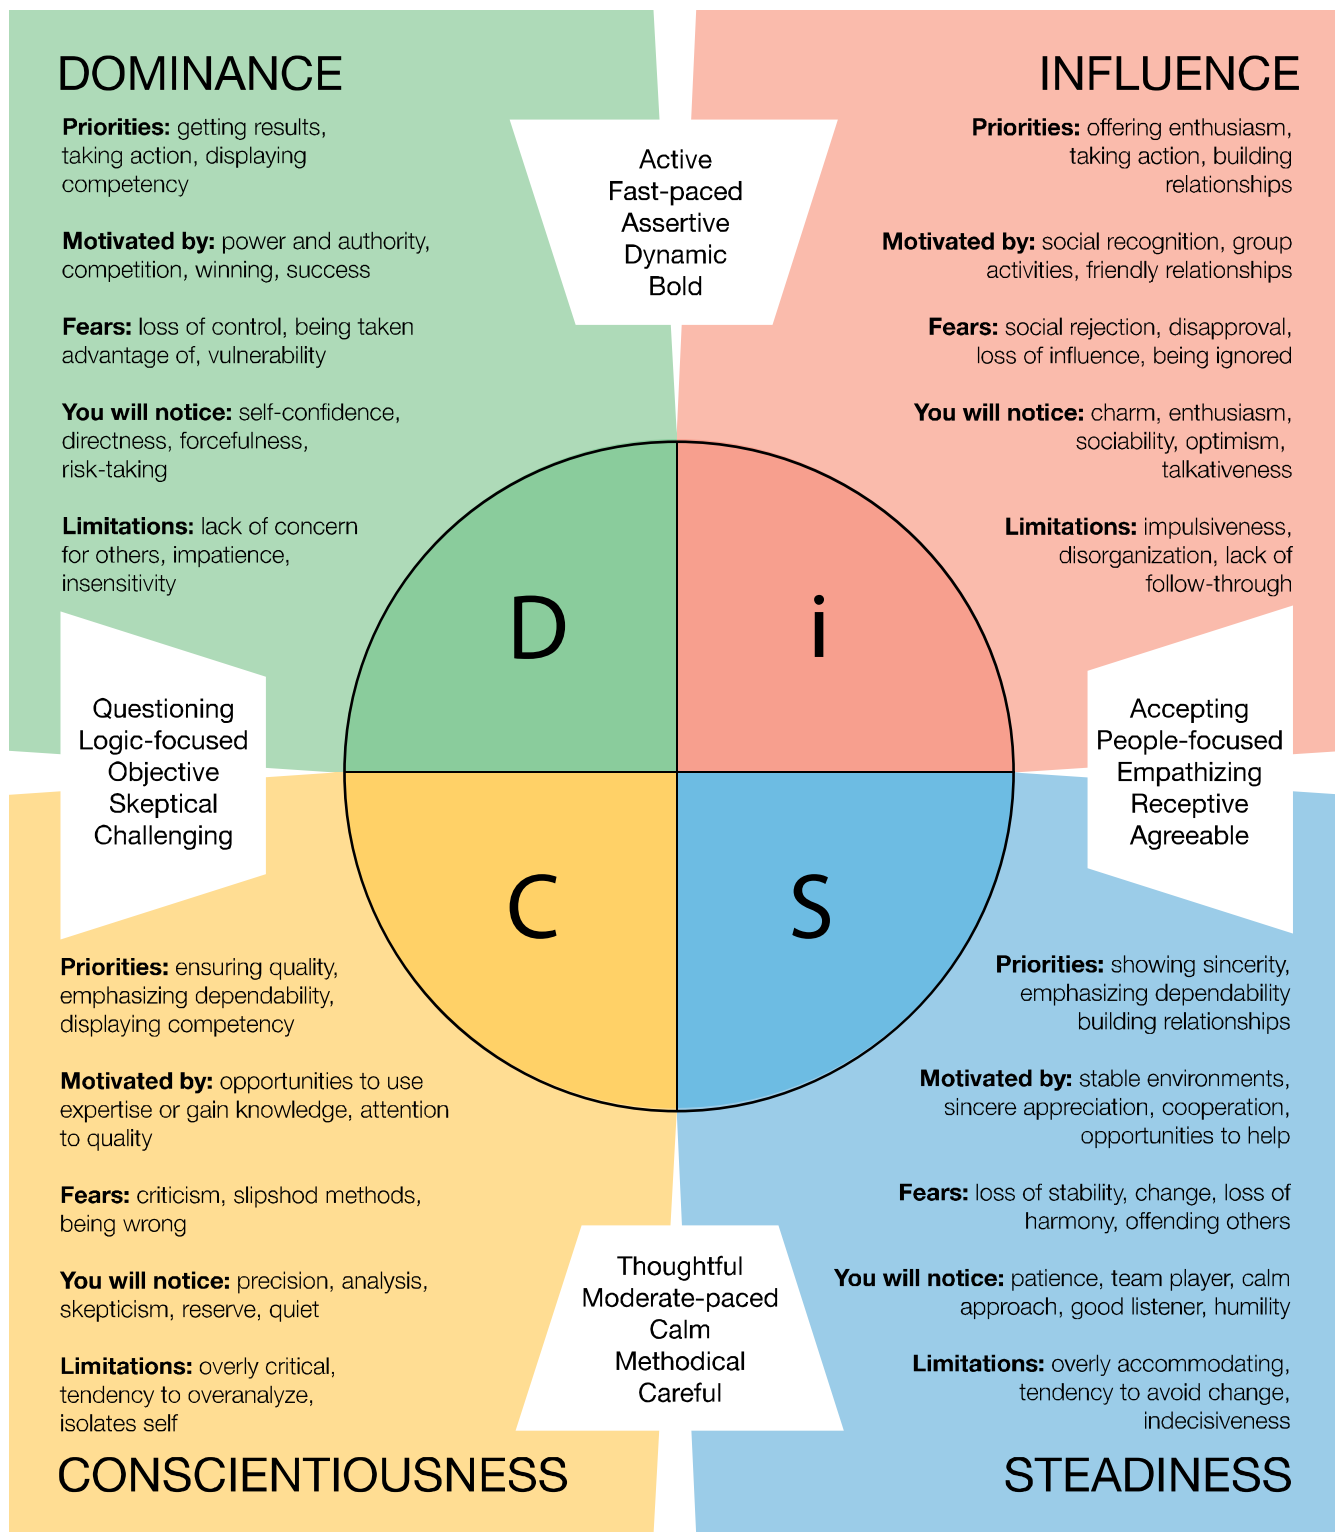 DOMINANCE
Priorities: getting results,
taking action, displaying
competency
Motivated by: power and authority,
competition, winning, success
Fears: loss of control, being taken
advantage of, vulnerability
You will notice: self-confidence,
directness, forcefulness,
risk-taking
Limitations: lack of concern
for others, impatience,
insensitivity
Active
Fast-paced
Assertive
Dynamic
Bold
INFLUENCE
Priorities: offering enthusiasm,
taking action, building
relationships
Motivated by: social recognition, group
activities, friendly relationships
Fears: social rejection, disapproval,
loss of influence, being ignored
You will notice: charm, enthusiasm,
sociability, optimism,
talkativeness
Limitations: impulsiveness,
disorganization, lack of
follow-through
D
i
Questioning
Logic-focused
Objective
Skeptical
Challenging
Accepting
People-focused
Empathizing
Receptive
Agreeable
C
S
Priorities: ensuring quality,
emphasizing dependability,
displaying competency
Motivated by: opportunities to use
expertise or gain knowledge, attention
to quality
Fears: criticism, slipshod methods,
being wrong
You will notice: precision, analysis,
skepticism, reserve, quiet
Limitations: overly critical,
tendency to overanalyze,
isolates self
CONSCIENTIOUSNESS
Thoughtful
Moderate-paced
Calm
Methodical
Careful
Priorities: showing sincerity,
emphasizing dependability
building relationships
Motivated by: stable environments,
sincere appreciation, cooperation,
opportunities to help
Fears: loss of stability, change, loss of
harmony, offending others
You will notice: patience, team player, calm
approach, good listener, humility
Limitations: overly accommodating,
tendency to avoid change,
indecisiveness
STEADINESS